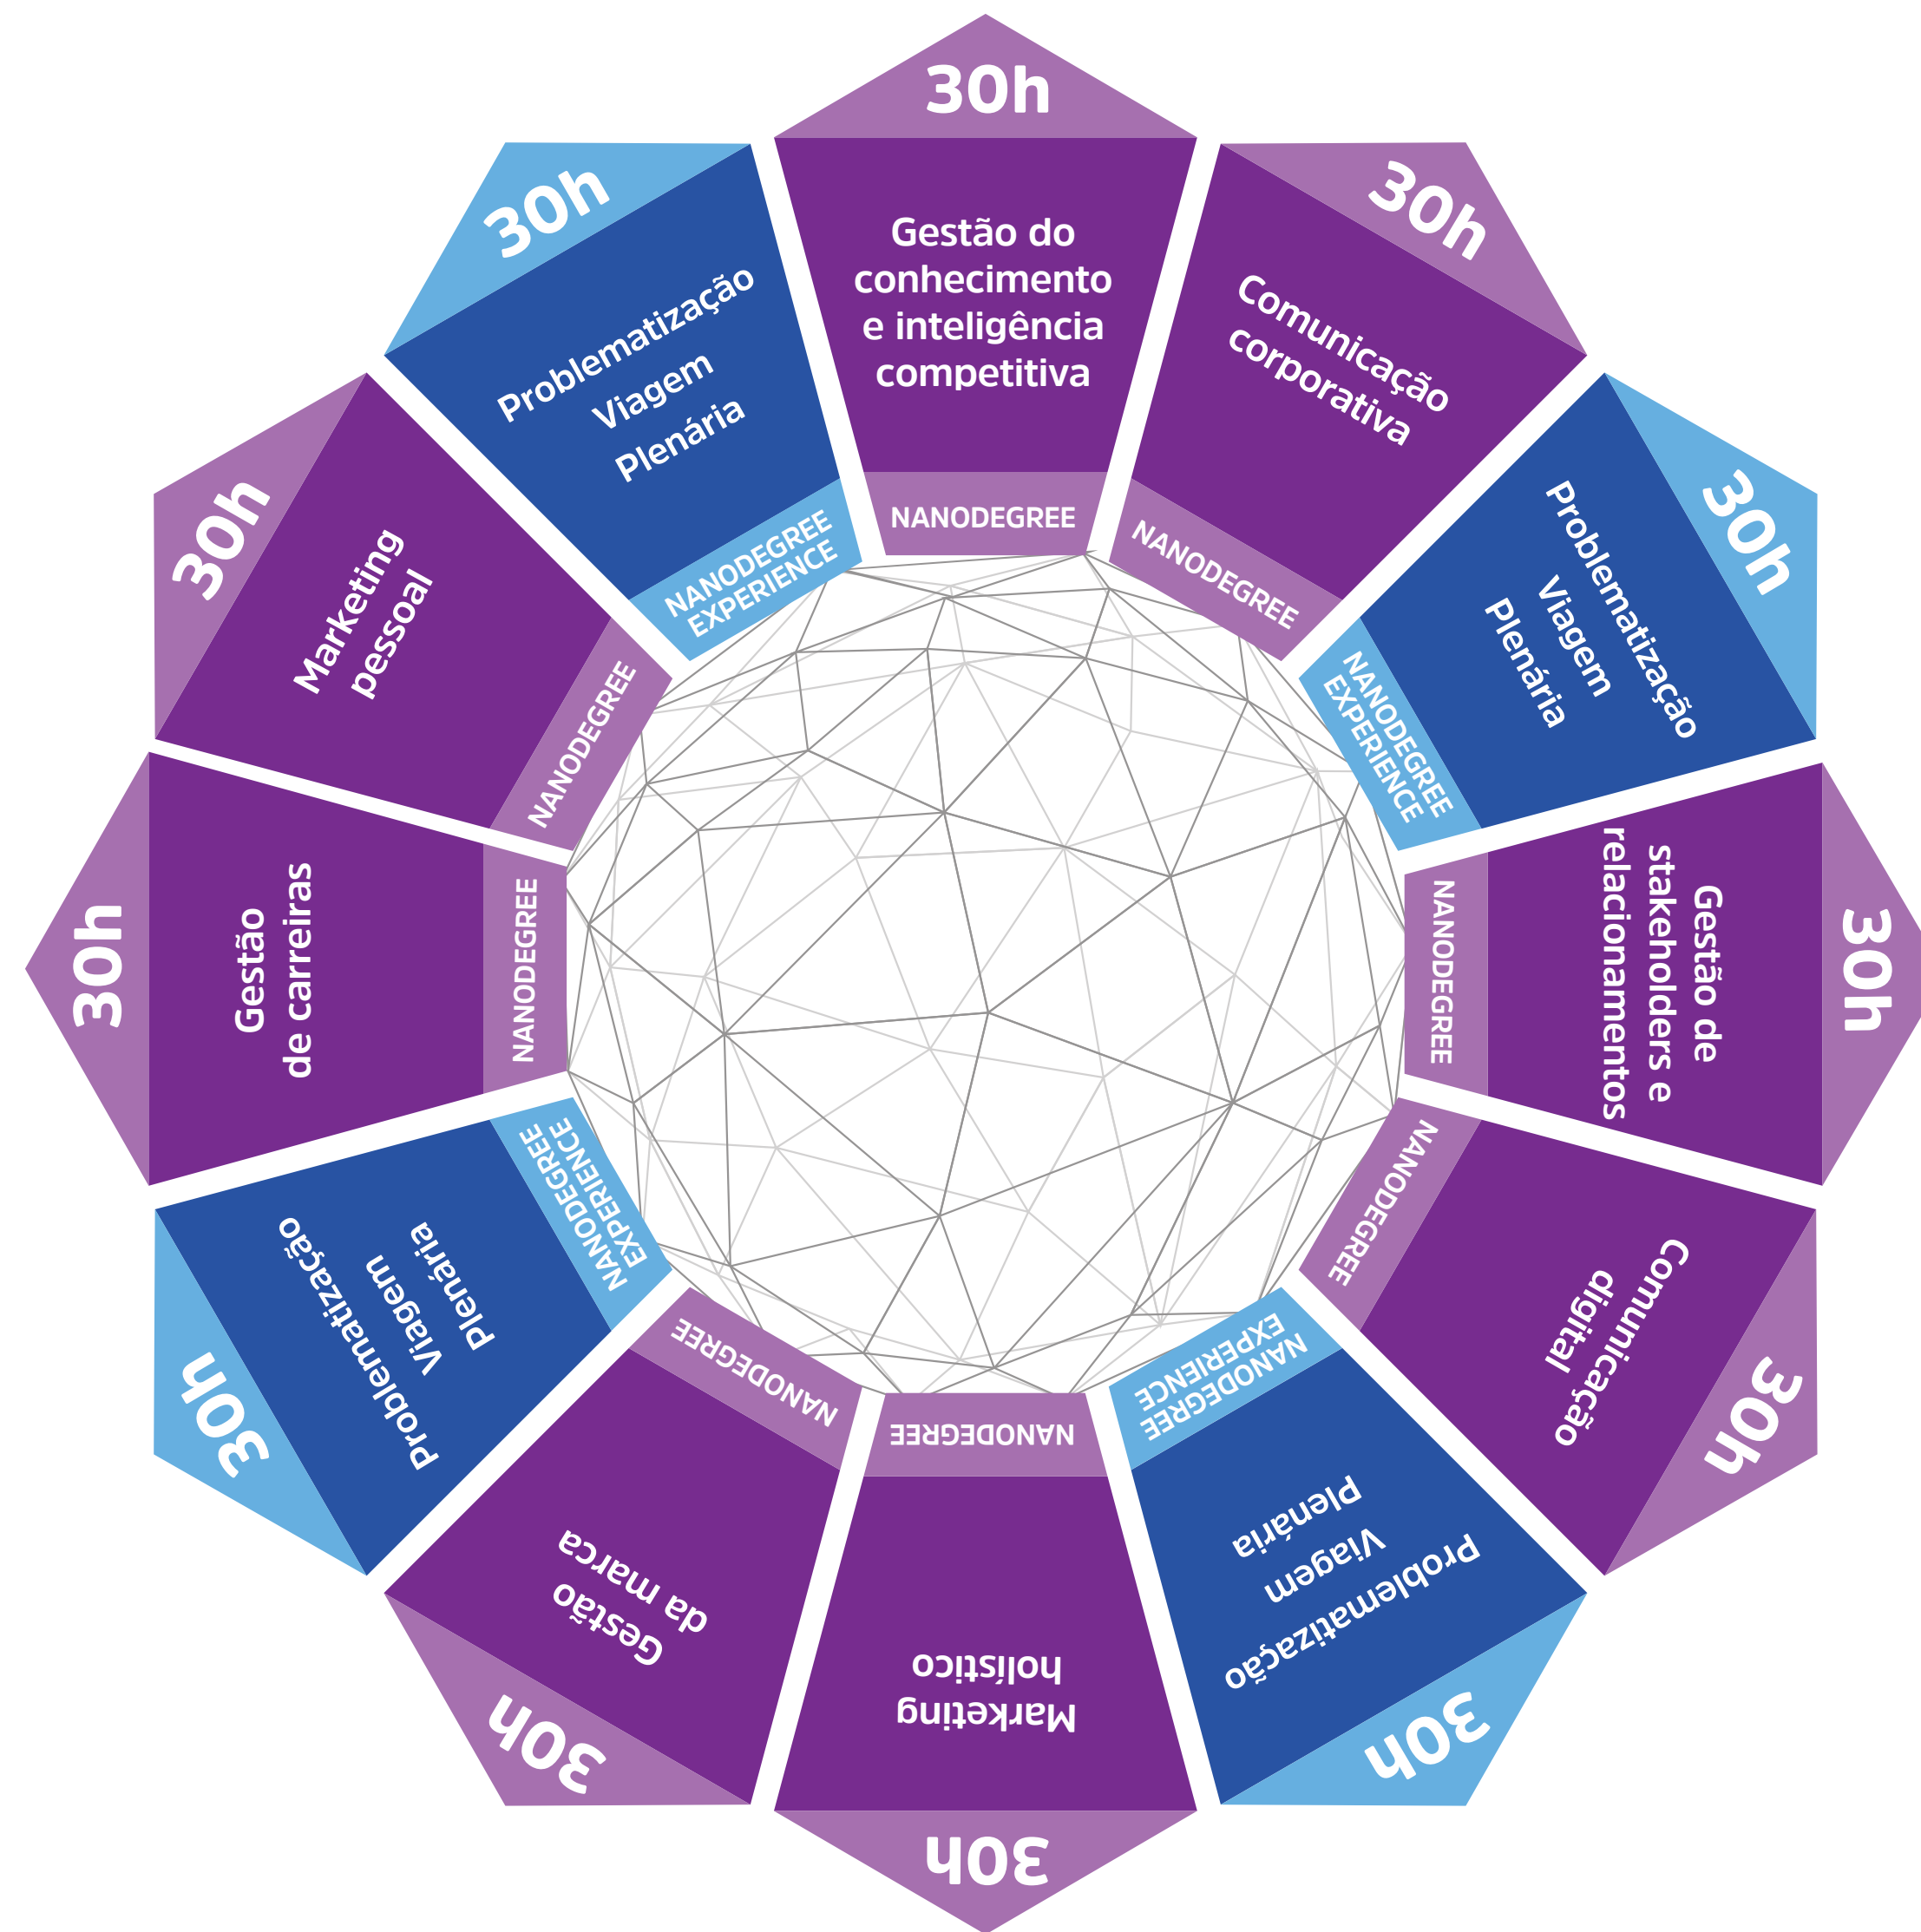 30h
Gestão do
conhecimento
e inteligência
competitiva
NANODEGREE
30h
Comunicação
corporativa
NANODEGREE
30h
Problematização
Viagem
Plenária
NANODEGREE
EXPERIENCE
30h
Gestão de
stakeholders e
relacionamentos
NANODEGREE
30h
Comunicação
digital
NANODEGREE
30h
Problematização
Viagem
Plenária
NANODEGREE
EXPERIENCE
30h
Marketing
holístico
NANODEGREE
30h
Gestão
da marca
NANODEGREE
30h
Problematização
Viagem
Plenária
NANODEGREE
EXPERIENCE
30h
Gestão
de carreiras
NANODEGREE
30h
Marketing
pessoal
NANODEGREE
30h
Problematização
Viagem
Plenária
NANODEGREE
EXPERIENCE